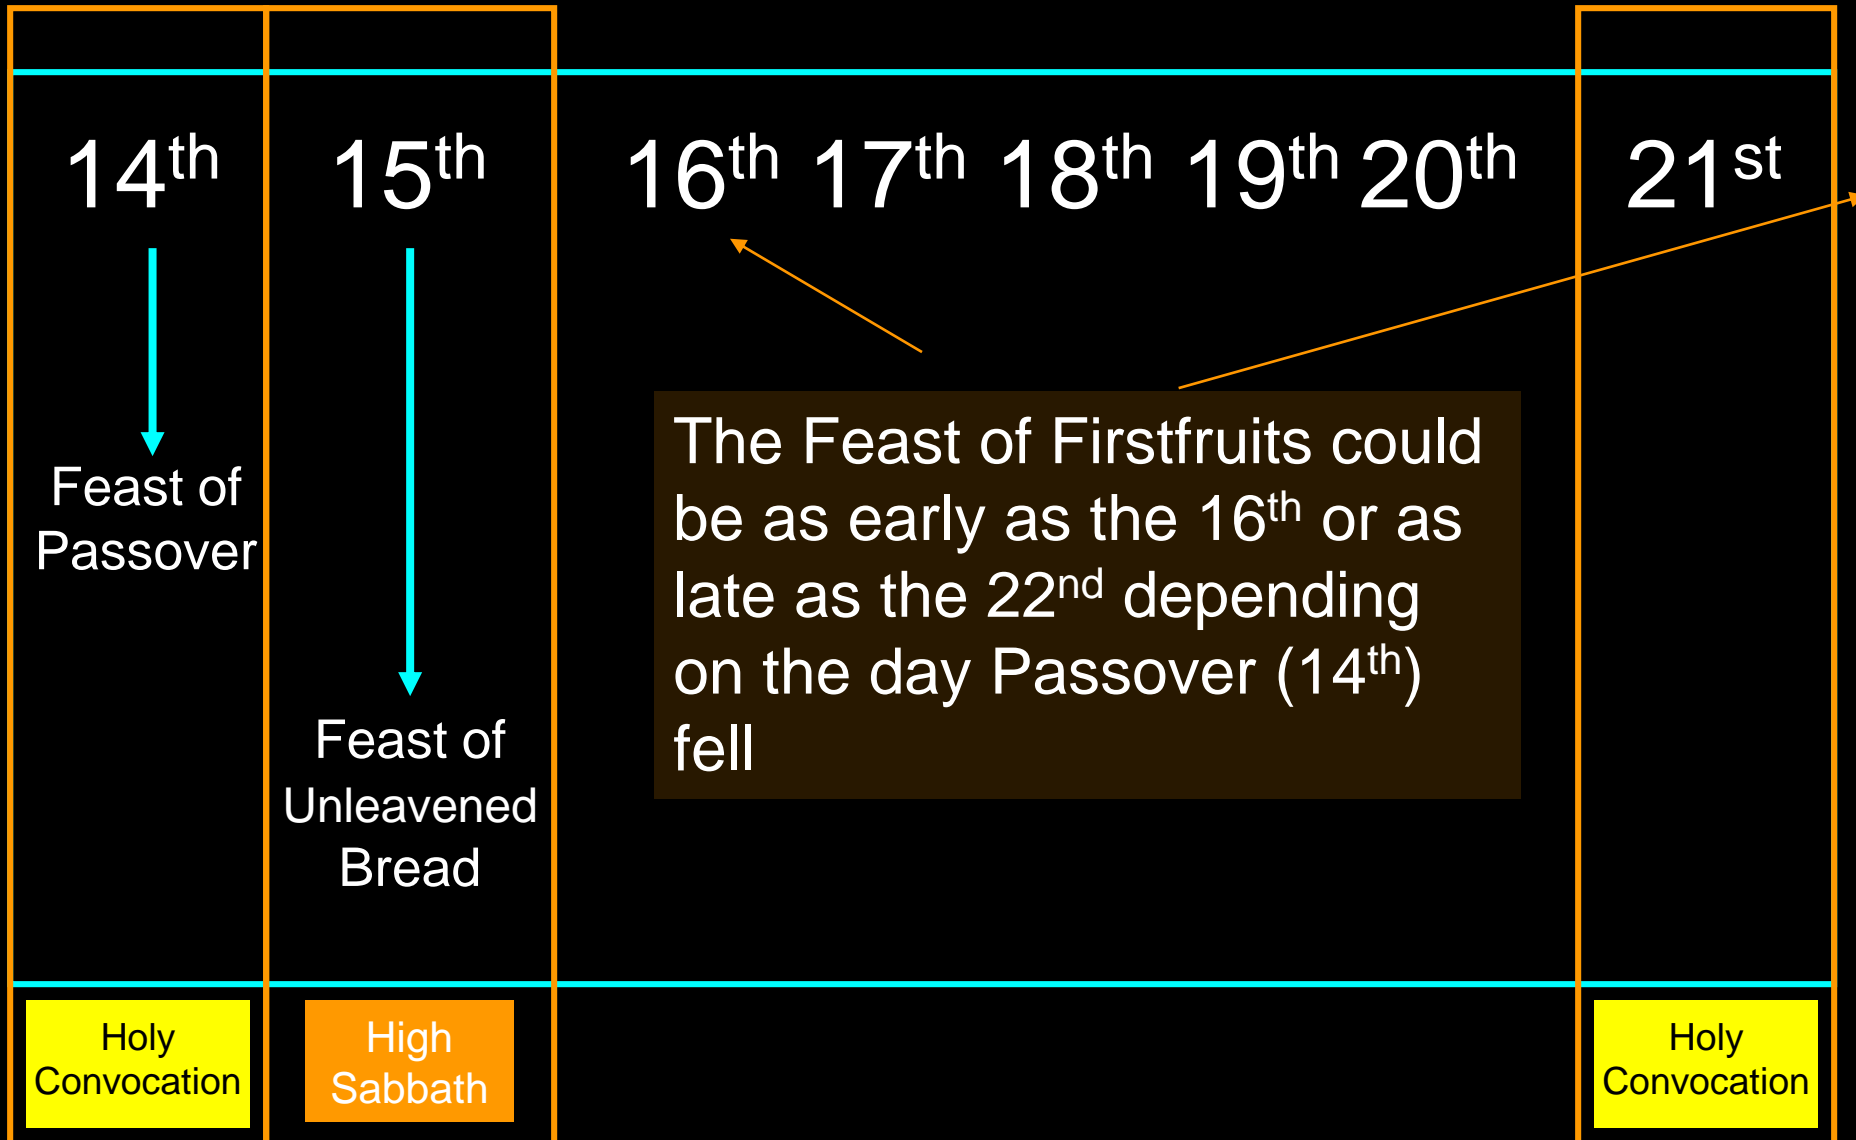 14th 15th 16th 17th 18th 19th 20th 21st
Feast of
Passover
Feast of
Unleavened
Bread
The Feast of Firstfruits could
be as early as the 16th or as
late as the 22nd depending
on the day Passover (14th)
fell
Holy
Convocation
High
Sabbath
Holy
Convocation